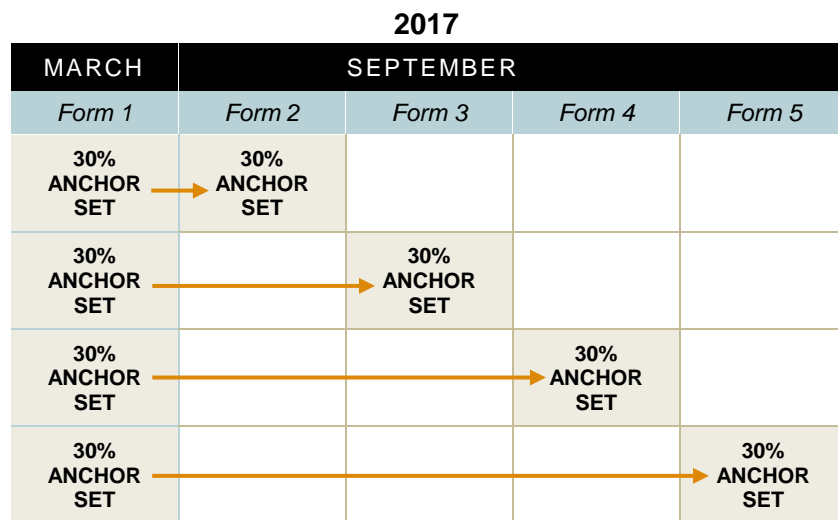 2017
MARCH SEPTEMBER
Form 1 Form 2 Form 3 Form 4 Form 5
30% 30%
ANCHOR ANCHOR
SET SET
30% 30%
ANCHOR ANCHOR
SET SET
30% 30%
ANCHOR ANCHOR
SET SET
30% 30%
ANCHOR ANCHOR
SET SET